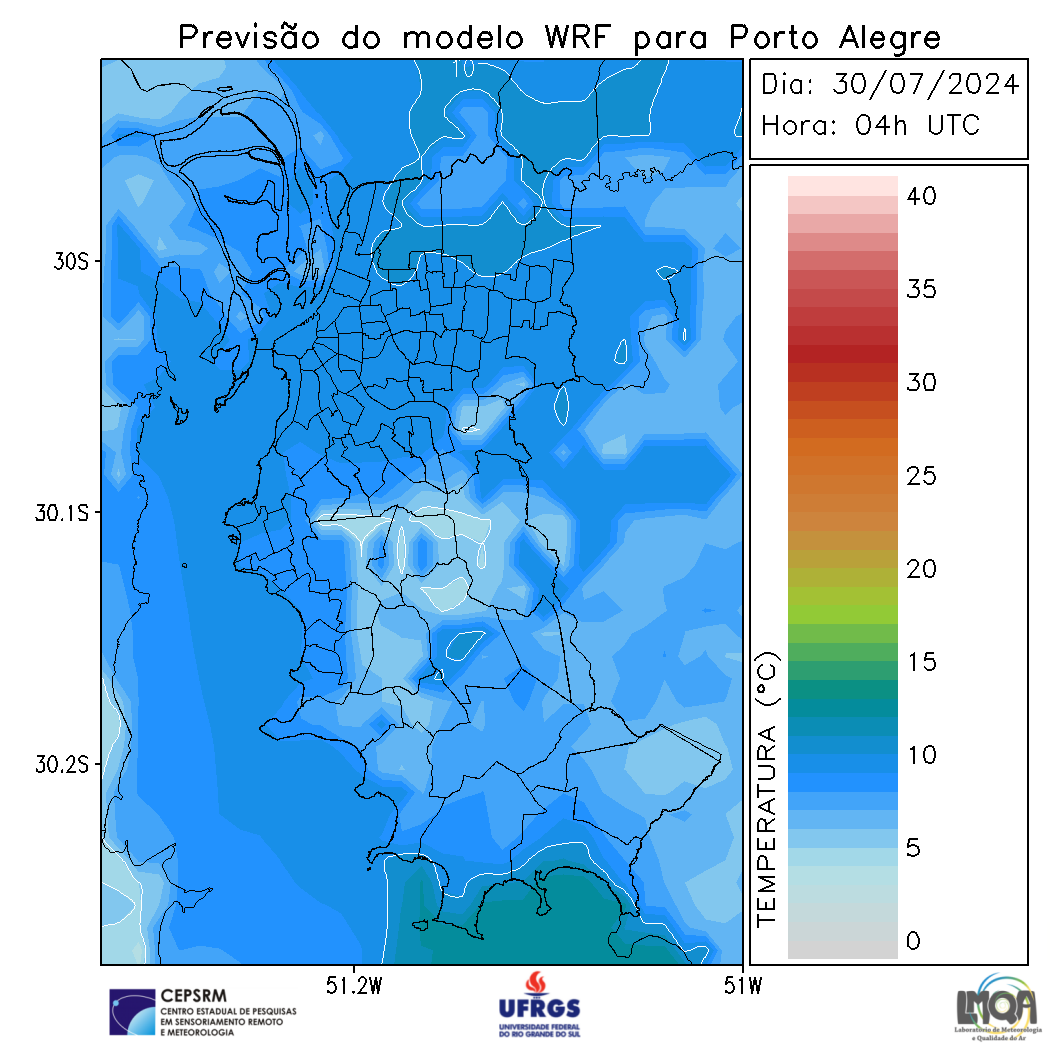 Previsão do modelo WRF para Porto Alegre
Dia: 30/07/2024
Hora: 04h UTC
10
40
35
30
25
20
15
10
5
0
TEMPERATURA (°C)
30S
30.1S
30.2S
51.2W
51W
CEPSRM
CENTRO ESTADUAL DE PESQUISAS
EM SENSORIAMENTO REMOTO
E METEOROLOGIA
UFRGS
UNIVERSIDADE FEDERAL
DO RIO GRANDE DO SUL
LMQA
Laboratório de Meteorologia
e Qualidade do Ar